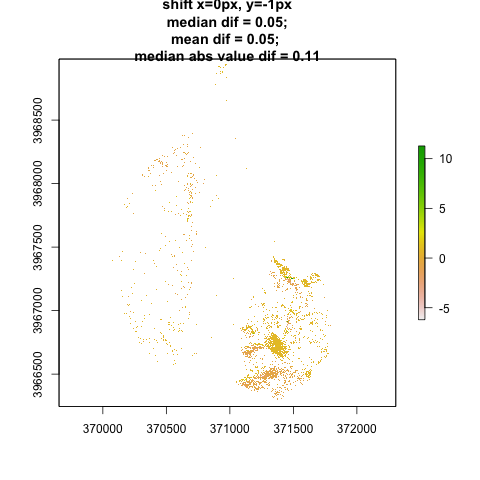 shift x=0px, y=-1px
median dif = 0.05;
mean dif = 0.05;
median abs value dif = 0.11
3968500
3968000
3967500
3967000
3966500
10
5
0
-5
370000 370500 371000 371500 372000